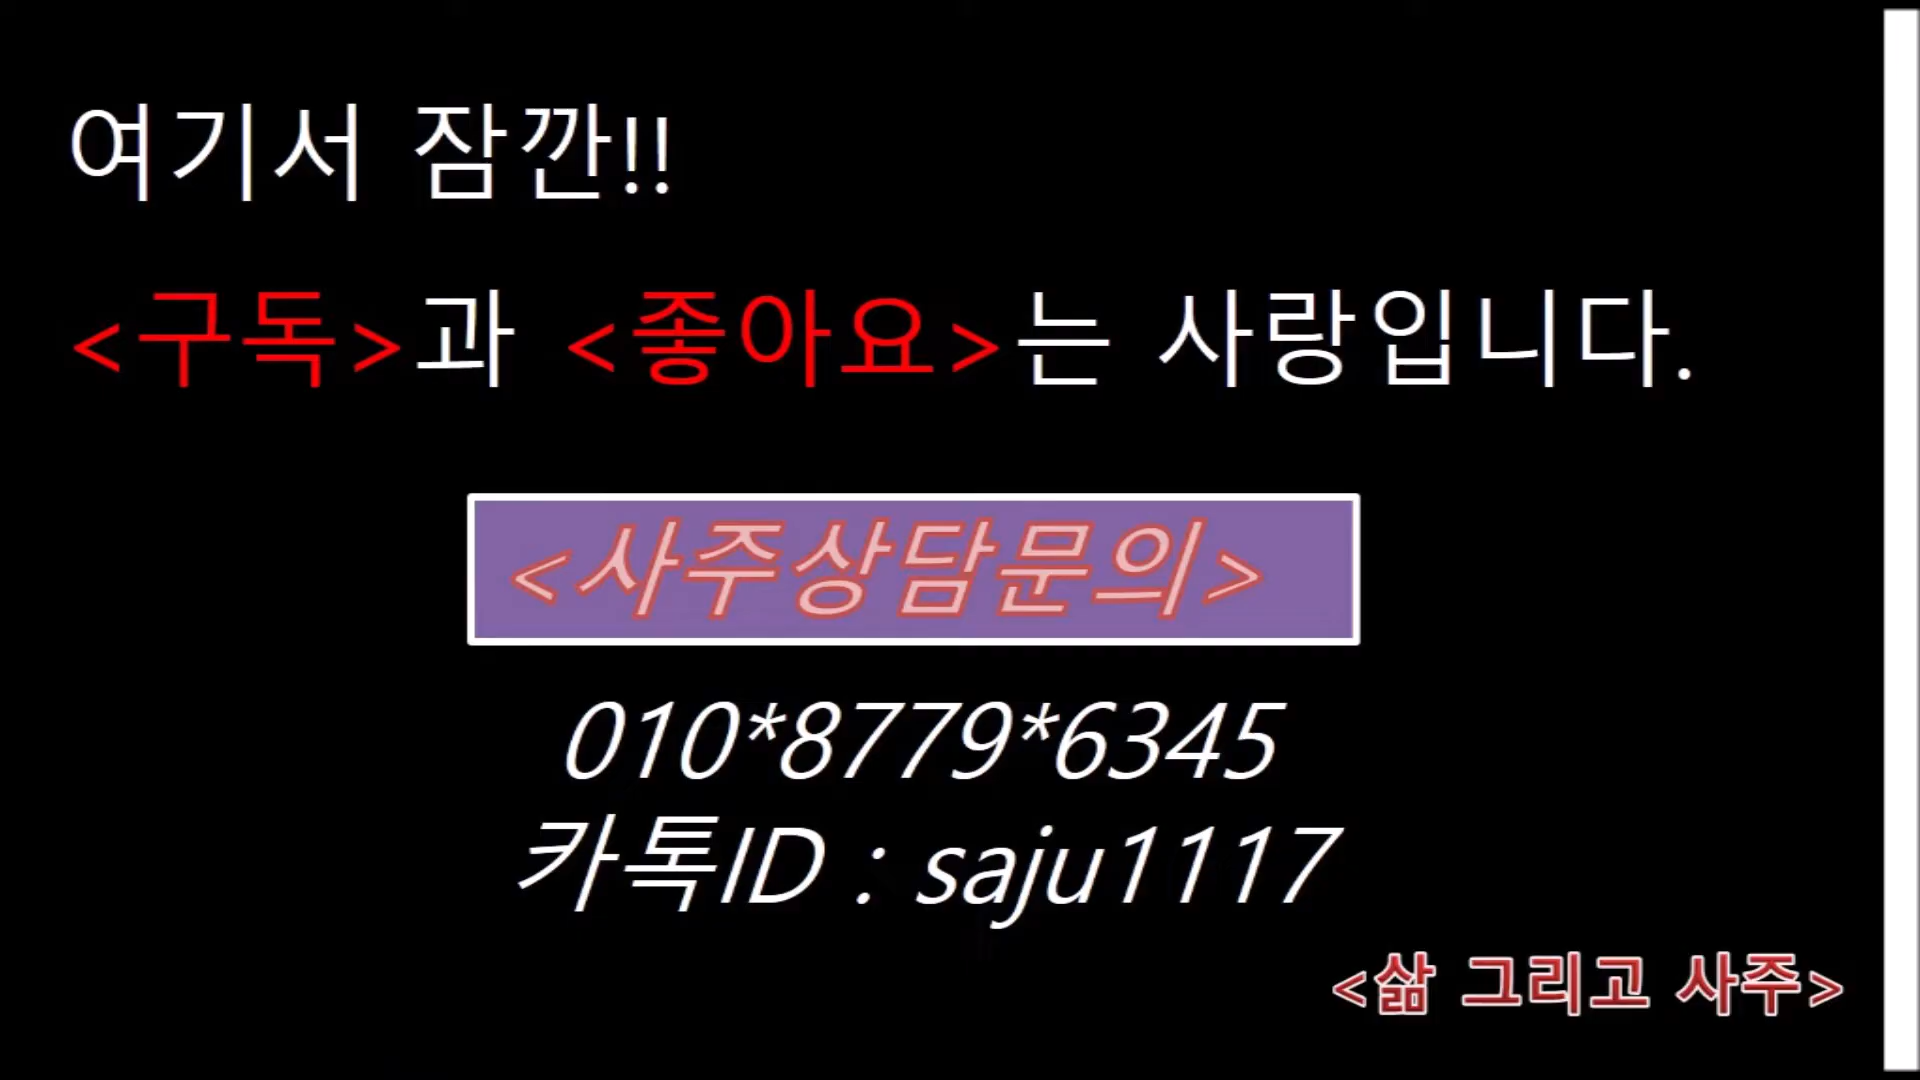 여기서 잠깐!!
<구독>과 <좋아요>는 사랑입니다.
<사주상담문의>
010*8779*6345
카톡ID : saju1117
<삶 그리고 사주>